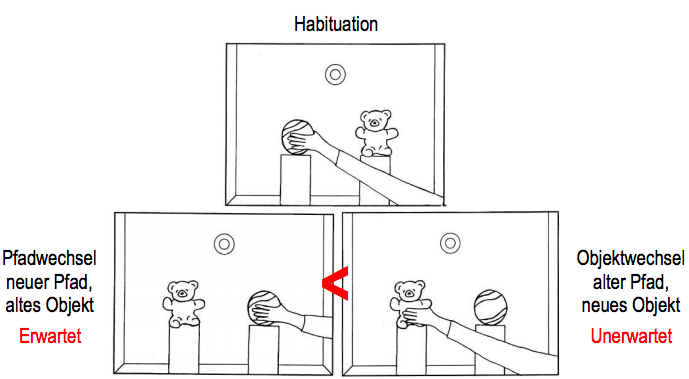 Habituation
Pfadwechsel
neuer Pfad,
altes Objekt
Erwartet
<
Objektwechsel
alter Pfad,
neues Objekt
Unerwartet